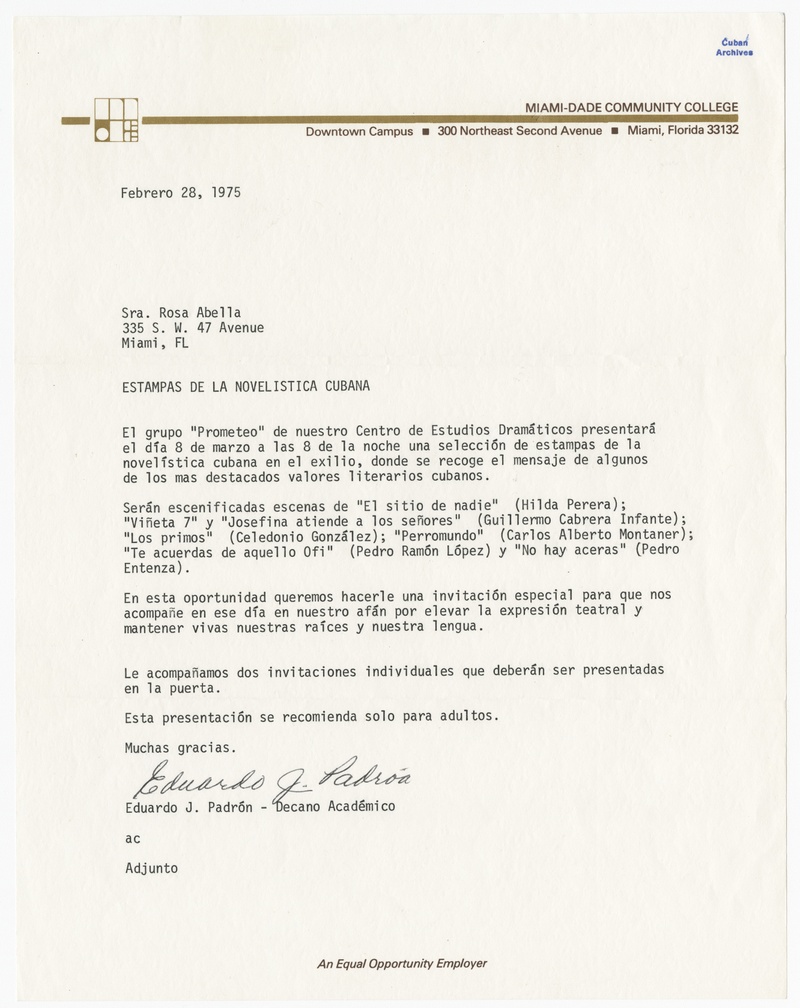 Cuban
Archives
MIAMI-DADE COMMUNITY COLLEGE
Downtown Campus ■ 300 Northeast Second Avenue ■ Miami, Florida 33132
Febrero 28, 1975
Sra. Rosa Abella
335 S. W. 47 Avenue
Miami, FL
ESTAMPAS DE LA NOVELISTICA CUBANA
El grupo "Prometeo" de nuestro Centro de Estudios Dramáticos presentará
el día 8 de marzo a las 8 de la noche una selección de estampas de la
novelística cubana en el exilio, donde se recoge el mensaje de algunos
de los mas destacados valores literarios cubanos.
Serán escenificadas escenas de "El sitio de nadie" (Hilda Perera);
"Viñeta 7" y "Josefina atiende a los señores" (Guillermo Cabrera Infante);
"Los primos" (Celedonio González); "Perromundo" (Carlos Alberto Montaner);
"Te acuerdas de aquello Ofi" (Pedro Ramón López) y "No hay aceras" (Pedro
Entenza).
En esta oportunidad queremos hacerle una invitación especial para que nos
acompañe en ese día en nuestro afán por elevar la expresión teatral y
mantener vivas nuestras raíces y nuestra lengua.
Le acompañamos dos invitaciones individuales que deberán ser presentadas
en la puerta.
Esta presentación se recomienda solo para adultos.
Muchas gracias.
Eduardo J. Padrón
Eduardo J. Padrón - Decano Académico
ac
Adjunto
An Equal Opportunity Employer